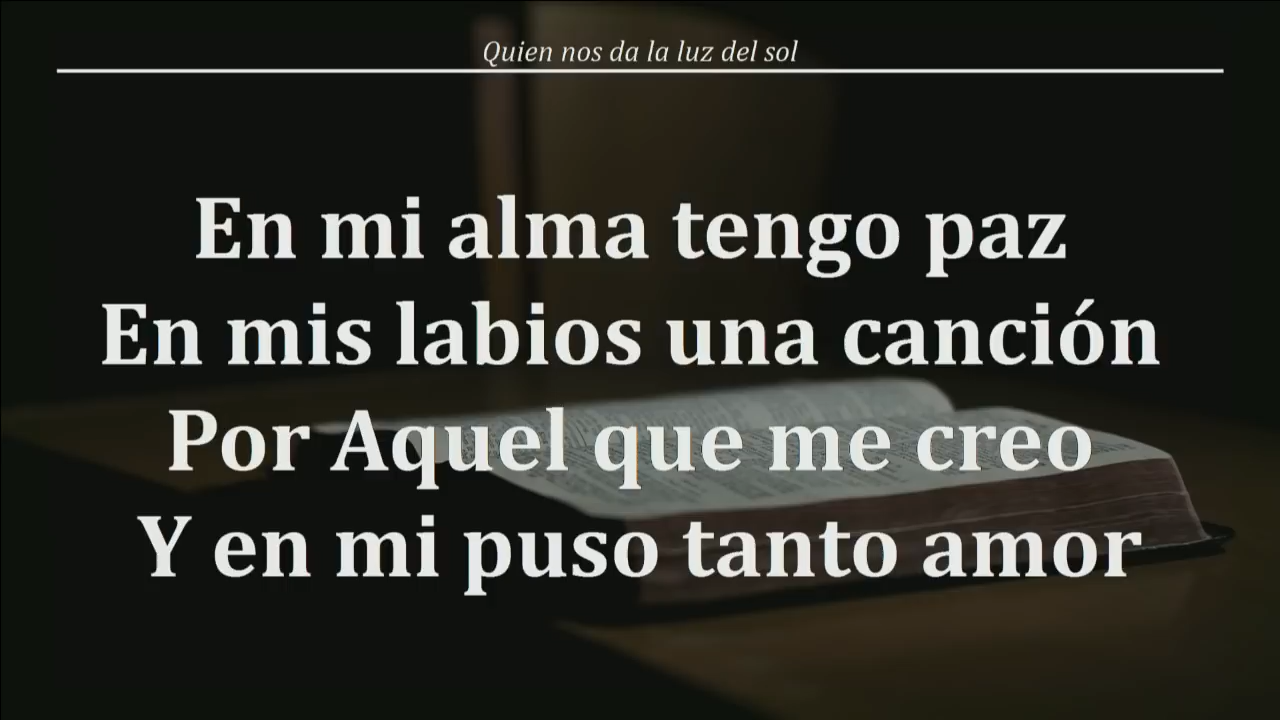 Quien nos da la luz del sol
En mi alma tengo paz
En mis labios una canción
Por Aquel que me creo
Y en mi puso tanto amor